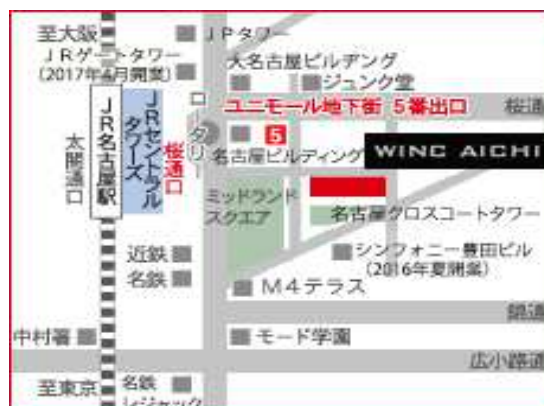 至大阪
JPタワー
JRゲートタワー
(2017年4月開業)
大名古屋ビルヂング
ジュンク堂
ユニモール地下街 5番出口
桜通
ロータリー
5
JR名古屋駅
JRセントラル
タワーズ
桜通口
太閤通口
名古屋ビルディング
WINC AICHI
ミッドランド
スクエア
名古屋クロスコートタワー
近鉄
シンフォニー豊田ビル
(2016年夏開業)
名鉄
M4テラス
錦通
中村署
モード学園
広小路通
至東京
名鉄
レジャック